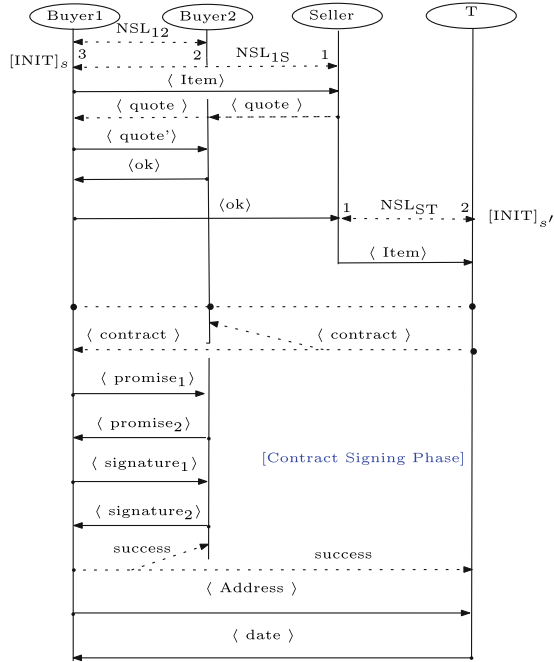 Buyer1 Buyer2 Seller T
NSL12
[INIT]s 3 2 NSL1S 1
⟨ Item⟩
⟨ quote ⟩ ⟨ quote ⟩
⟨ quote'⟩
⟨ok⟩
⟨ok⟩ 1 NSLST 2 [INIT]s′
⟨ Item⟩
⟨ contract ⟩ ⟨ contract ⟩
⟨ promise1⟩
⟨ promise2⟩
[Contract Signing Phase]
⟨ signature1⟩
⟨ signature2⟩
success success
⟨ Address ⟩
⟨ date ⟩